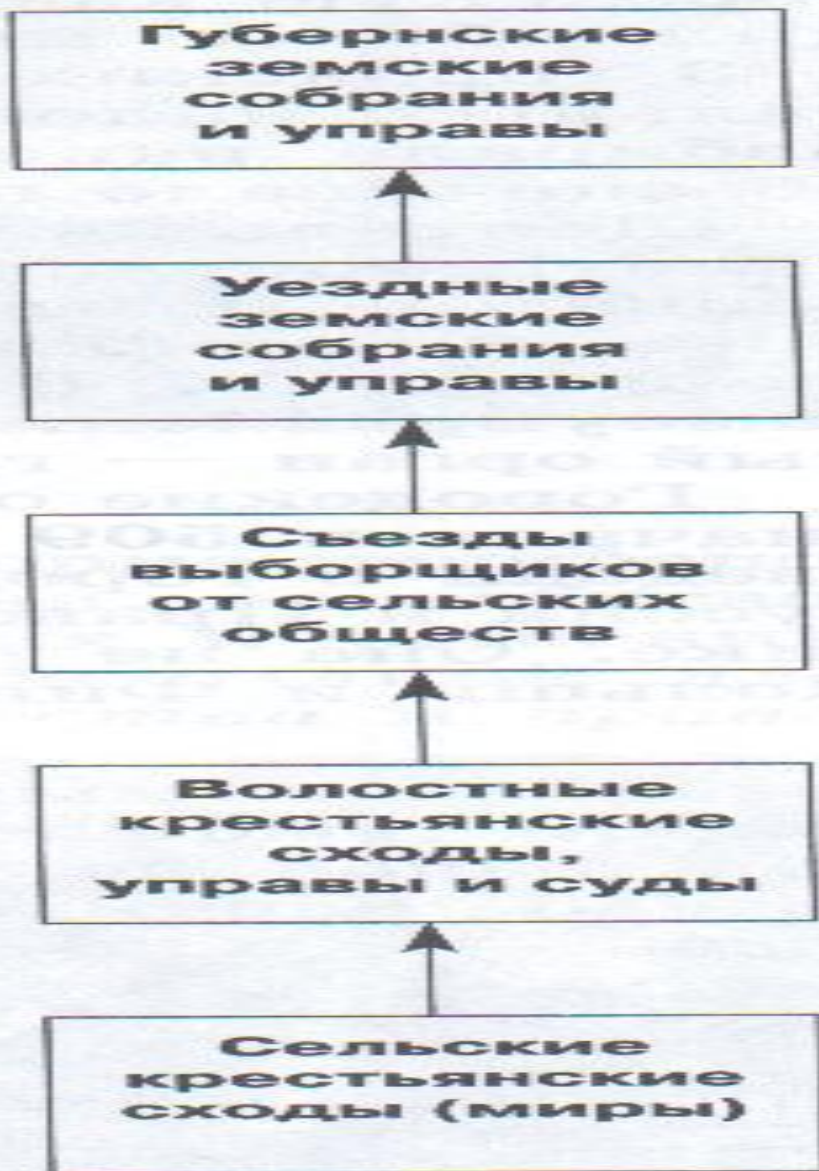 Губернские
земские
собрания
и управы
Уездные
земские
собрания
и управы
Съезды
выборщиков
от сельских
обществ
Волостные
крестьянские
сходы,
управы и суды
Сельские
крестьянские
сходы (миры)